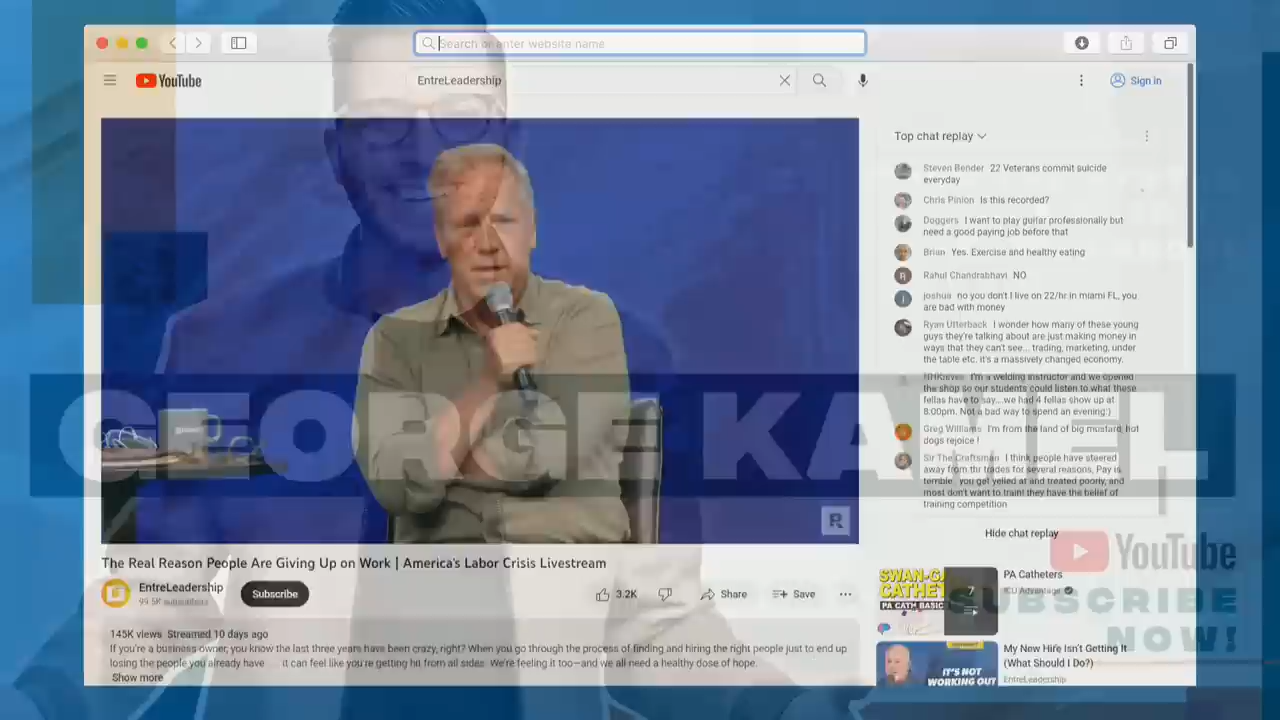 Search or enter website name
YouTube
EntreLeadership
Sign in
Top chat replay
Steven Bender 22 Veterans commit suicide
everyday
Chris Pinion Is this recorded?
Doggers I want to play guitar professionally but
need a good paying job before that
Brian Yes. Exercise and healthy eating
R
Rahul Chandrabhavi NO
joshua no you don't I live on 22/hr in miami FL, you
are bad with money
Ryan Utterback I wonder how many of these young
guys they're talking about are just making money in
ways that they can't see... trading, marketing, under
the table etc. it's a massively changed economy.
I'm a welding instructor and we opened
the shop so our students could listen to what these
fellas have to say...we had 4 fellas show up at
8:00pm. Not a bad way to spend an evening:)
Greg Williams I'm from the land of big mustard, hot
dogs rejoice !
Sir The Craftsman I think people have steered
away from thr trades for several reasons, Pay is
terrible you get yelled at and treated poorly, and
most don't want to train! they have the belief of
training competition
Hide chat replay
GEORGE KAMEL
R
The Real Reason People Are Giving Up on Work | America's Labor Crisis Livestream
EntreLeadership
99.5K subscribers
Subscribe
3.2K
Share
Save
145K views Streamed 10 days ago
If you're a business owner, you know the last three years have been crazy, right? When you go through the process of finding and hiring the right people just to end up
losing the people you already have it can feel like you're getting hit from all sides. We're feeling it too—and we all need a healthy dose of hope.
Show more
SWAN-GA
CATHET
PA CATH BASIC
7
PA Catheters
ICU Advantage
YouTube
SUBSCRIBE
NOW!
IT'S NOT
WORKING OUT
My New Hire Isn't Getting It
(What Should I Do?)
EntreLeadership